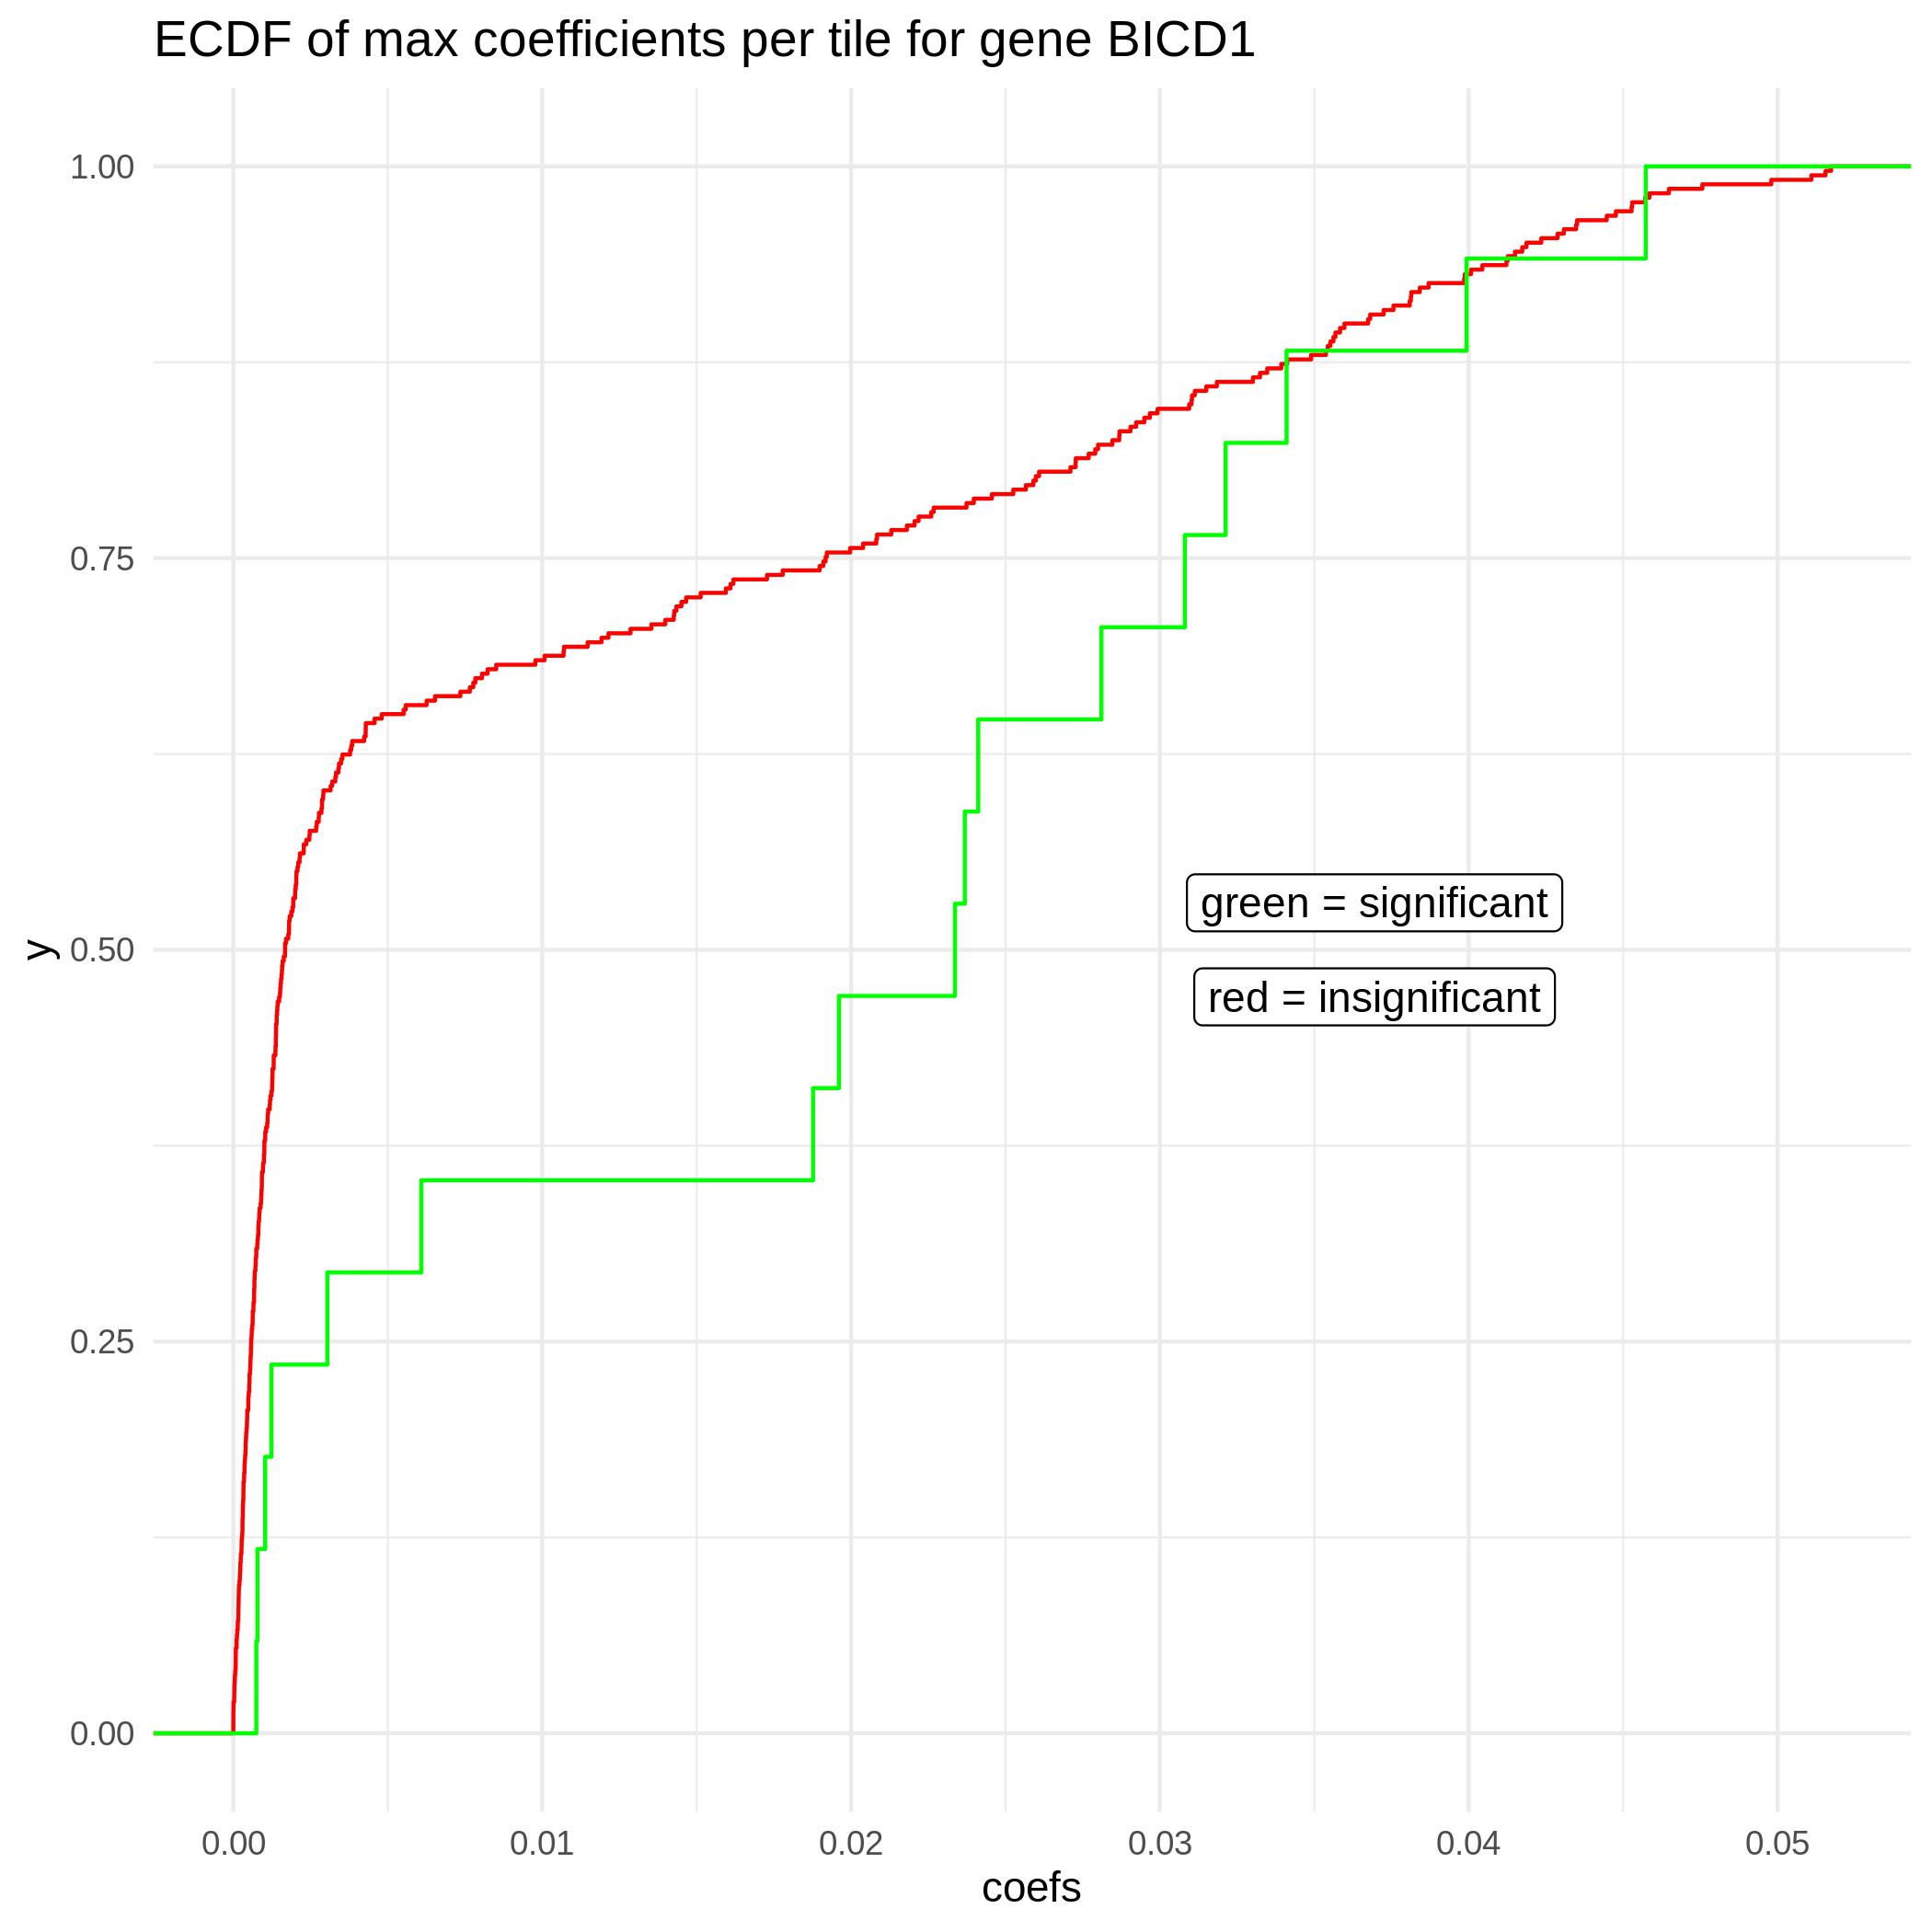 ECDF of max coefficients per tile for gene BICD1
1.00
0.75
0.50
0.25
0.00
y
green = significant
red = insignificant
0.00 0.01 0.02 0.03 0.04 0.05
coefs